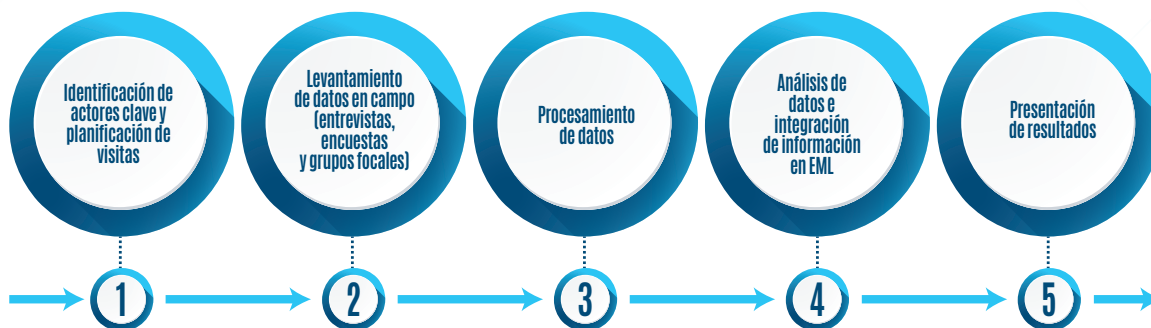 Identificación de
actores clave y
planificación de
visitas
Levantamiento
de datos en campo
(entrevistas,
encuestas
y grupos focales)
Procesamiento
de datos
Análisis de
datos e
integración
de información
en EML
Presentación
de resultados
1
2
3
4
5